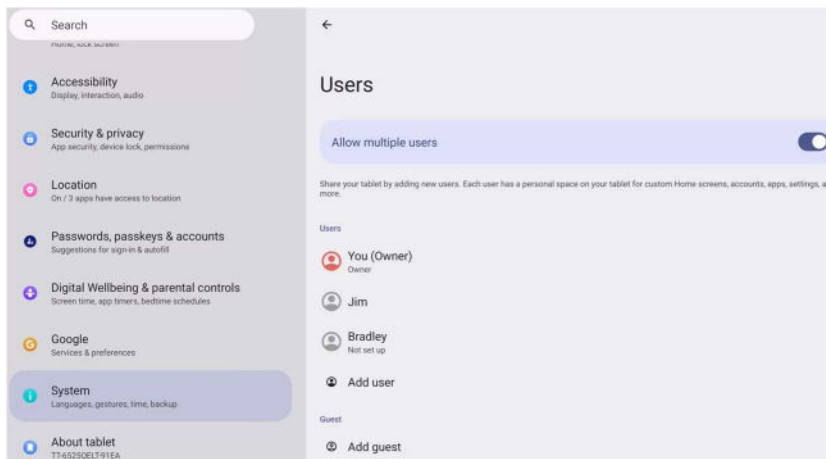 Search
Home, lock screen
Accessibility
Display, interaction, audio
Security & privacy
App security, device lock, permissions
Location
On / 3 apps have access to location
Passwords, passkeys & accounts
Suggestions for sign-in & autofill
Digital Wellbeing & parental controls
Screen time, app timers, bedtime schedules
Google
Services & preferences
System
Languages, gestures, time, backup
About tablet
TT-6525QELT-91EA
Users
Allow multiple users
Share your tablet by adding new users. Each user has a personal space on your tablet for custom Home screens, accounts, apps, settings, a
more.
Users
You (Owner)
Owner
Jim
Bradley
Not set up
Add user
Guest
Add guest